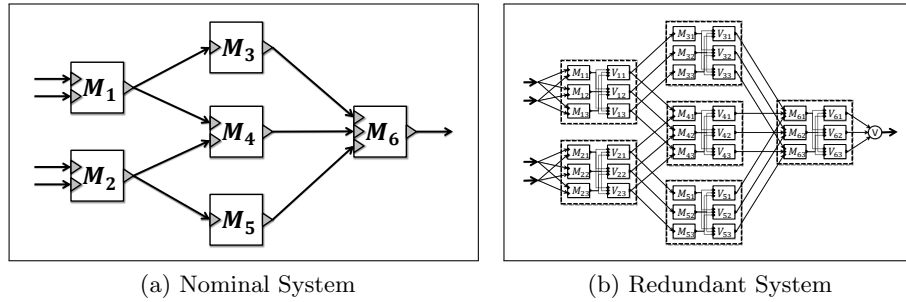 M₁
M₂
M₃
M₄
M₅
M₆
(a) Nominal System
M₁₁ V₁₁
M₁₂ V₁₂
M₁₃ V₁₃
M₂₁ V₂₁
M₂₂ V₂₂
M₂₃ V₂₃
M₃₁ V₃₁
M₃₂ V₃₂
M₃₃ V₃₃
M₄₁ V₄₁
M₄₂ V₄₂
M₄₃ V₄₃
M₅₁ V₅₁
M₅₂ V₅₂
M₅₃ V₅₃
M₆₁ V₆₁
M₆₂ V₆₂
M₆₃ V₆₃
V
(b) Redundant System